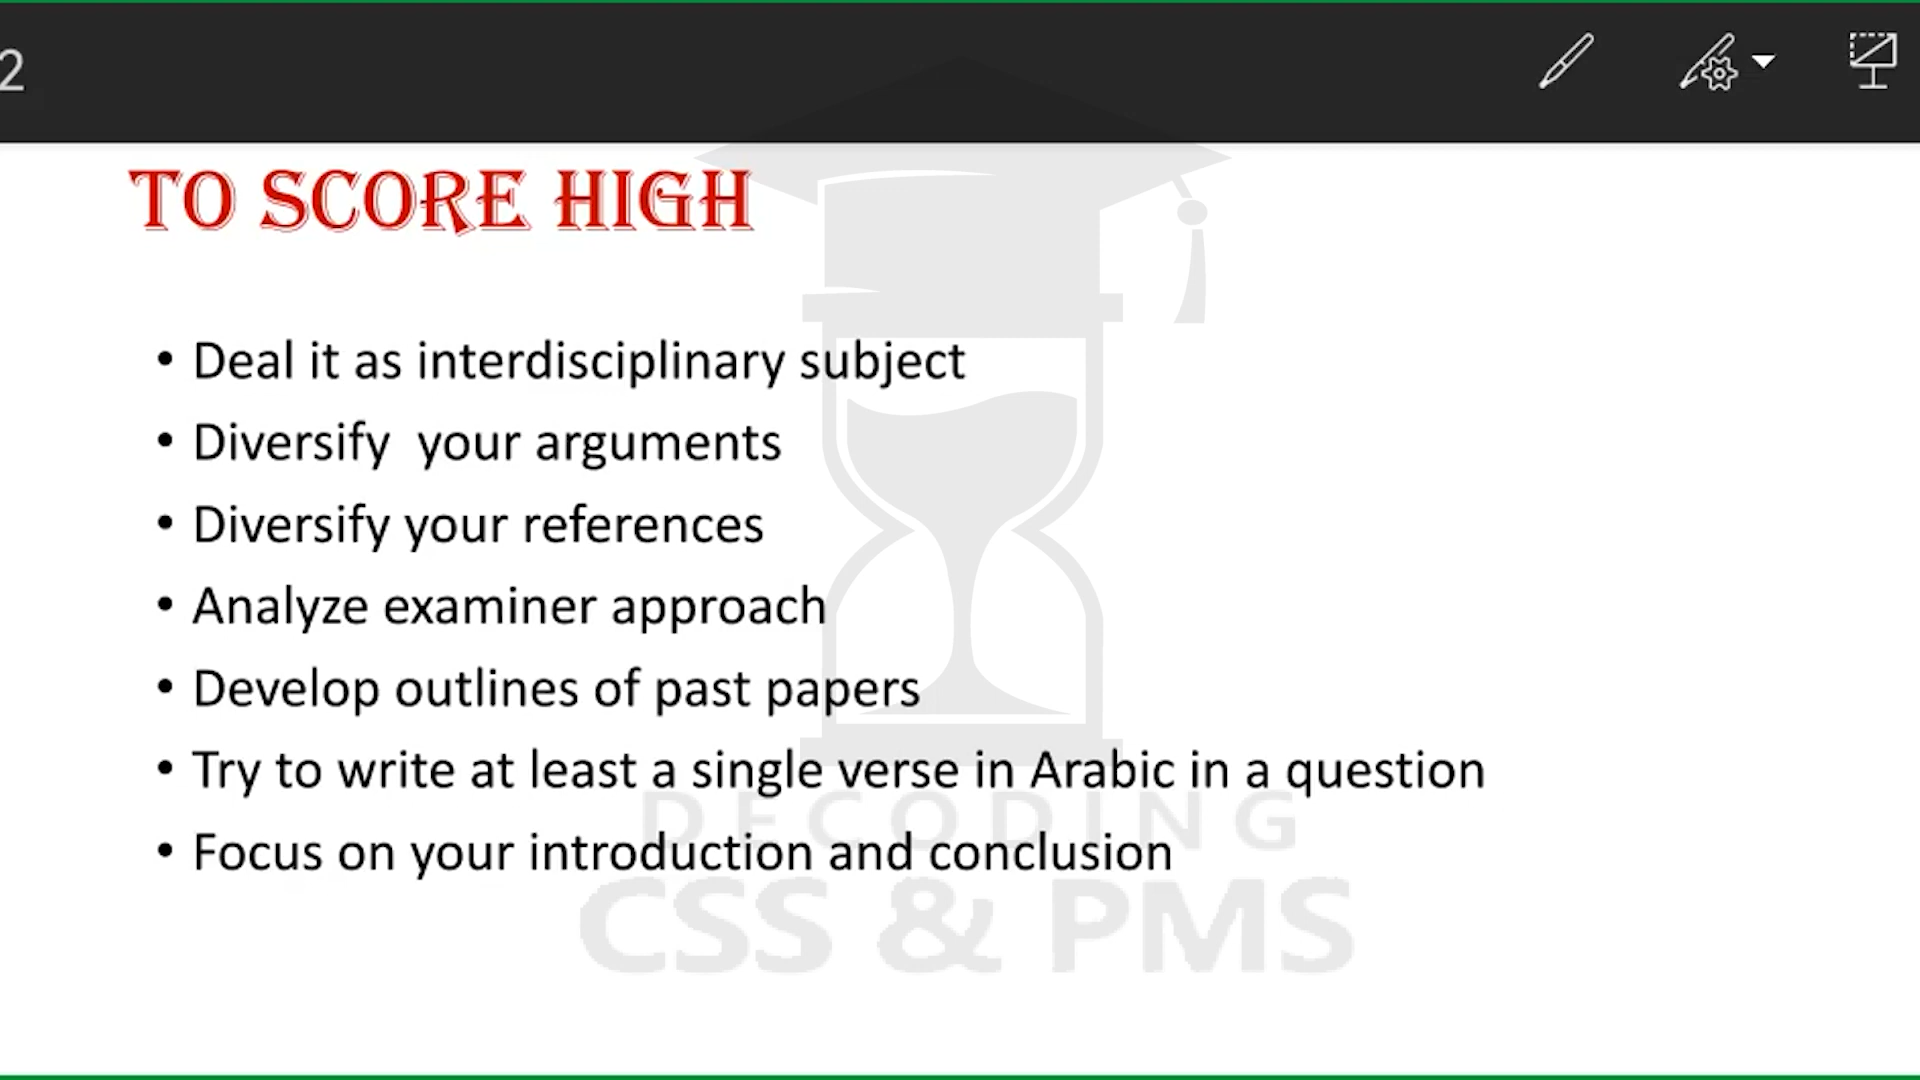 2
TO SCORE HIGH
• Deal it as interdisciplinary subject
• Diversify  your arguments
• Diversify your references
• Analyze examiner approach
• Develop outlines of past papers
• Try to write at least a single verse in Arabic in a question
• Focus on your introduction and conclusion
DECODING
CSS & PMS